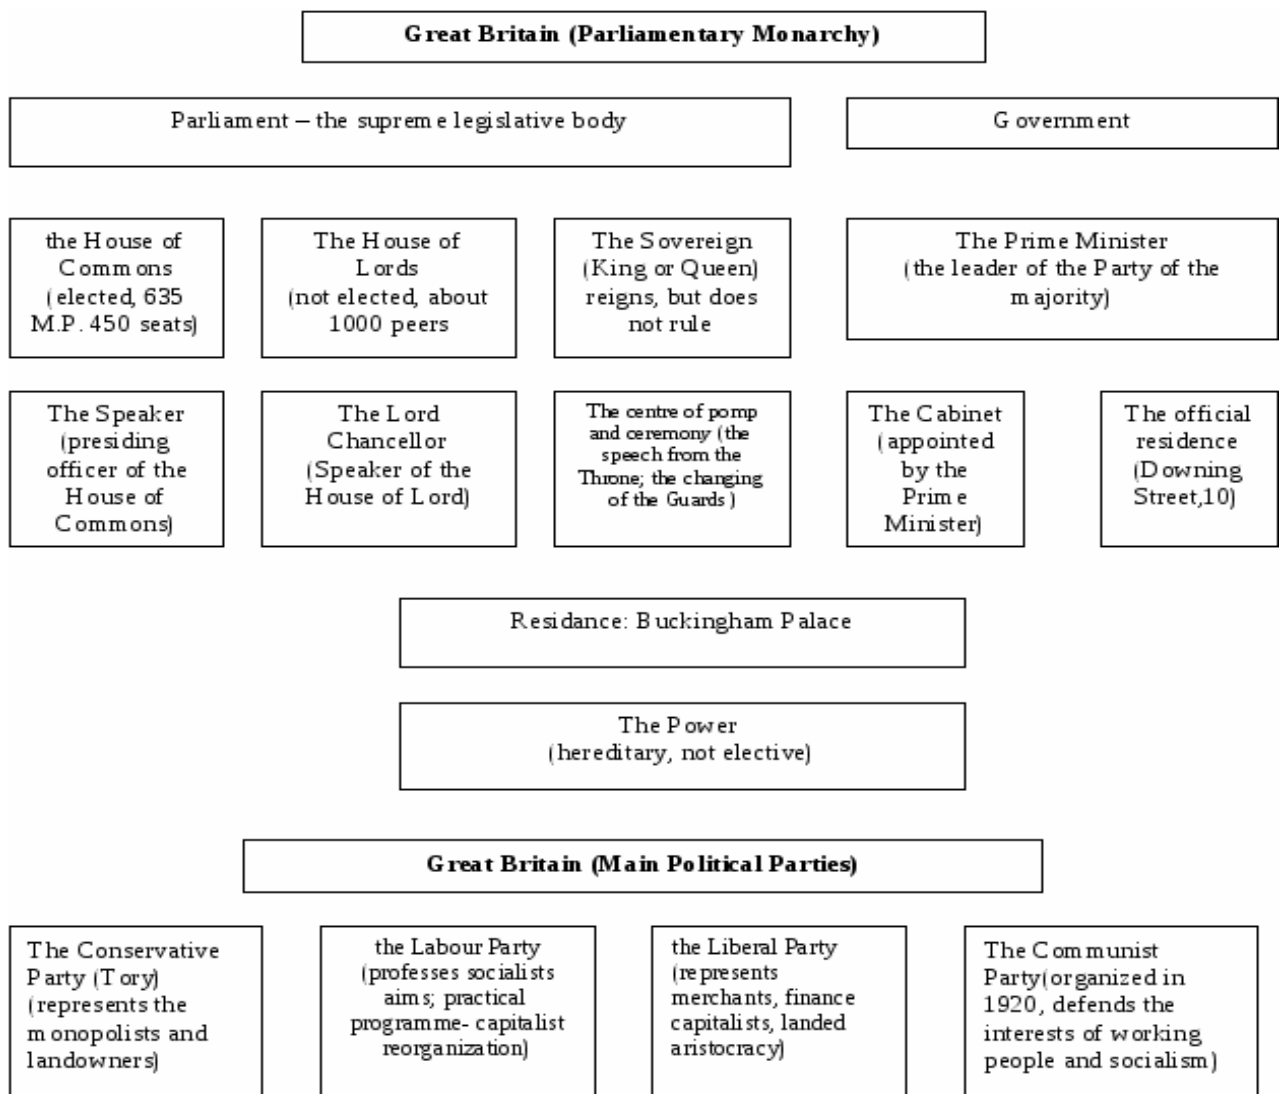 Great Britain (Parliamentary Monarchy)
Parliament – the supreme legislative body
Government
the House of
Commons
(elected, 635
M.P. 450 seats)
The House of
Lords
(not elected, about
1000 peers
The Sovereign
(King or Queen)
reigns, but does
not rule
The Prime Minister
(the leader of the Party of the
majority)
The Speaker
(presiding
officer of the
House of
Commons)
The Lord
Chancellor
(Speaker of the
House of Lord)
The centre of pomp
and ceremony (the
speech from the
Throne; the changing
of the Guards )
The Cabinet
(appointed
by the
Prime
Minister)
The official
residence
(Downing
Street,10)
Residance: Buckingham Palace
The Power
(hereditary, not elective)
Great Britain (Main Political Parties)
The Conservative
Party (Tory)
(represents the
monopolists and
landowners)
the Labour Party
(professes socialists
aims; practical
programme- capitalist
reorganization)
the Liberal Party
(represents
merchants, finance
capitalists, landed
aristocracy)
The Communist
Party(organized in
1920, defends the
interests of working
people and socialism)